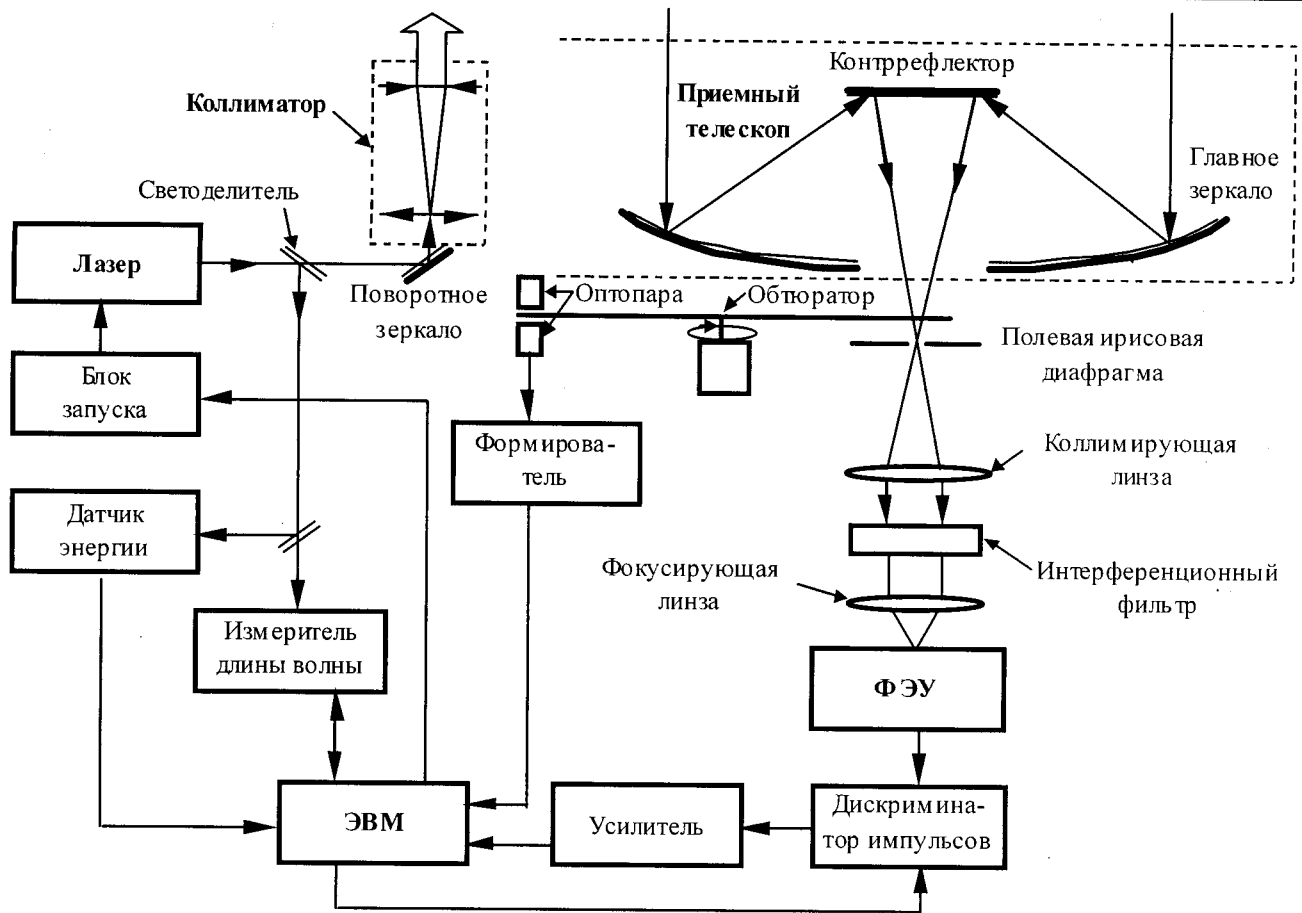 Контррефлектор
Коллиматор
Приемный
телескоп
Главное
зеркало
Светоделитель
Лазер
Поворотное
зеркало
Оптопара
Обтюратор
Полевая ирисовая
диафрагма
Блок
запуска
Формирова-
тель
Коллимирующая
линза
Датчик
энергии
Фокусирующая
линза
Интерференционный
фильтр
Измеритель
длины волны
ФЭУ
ЭВМ
Усилитель
Дискримина-
тор импульсов